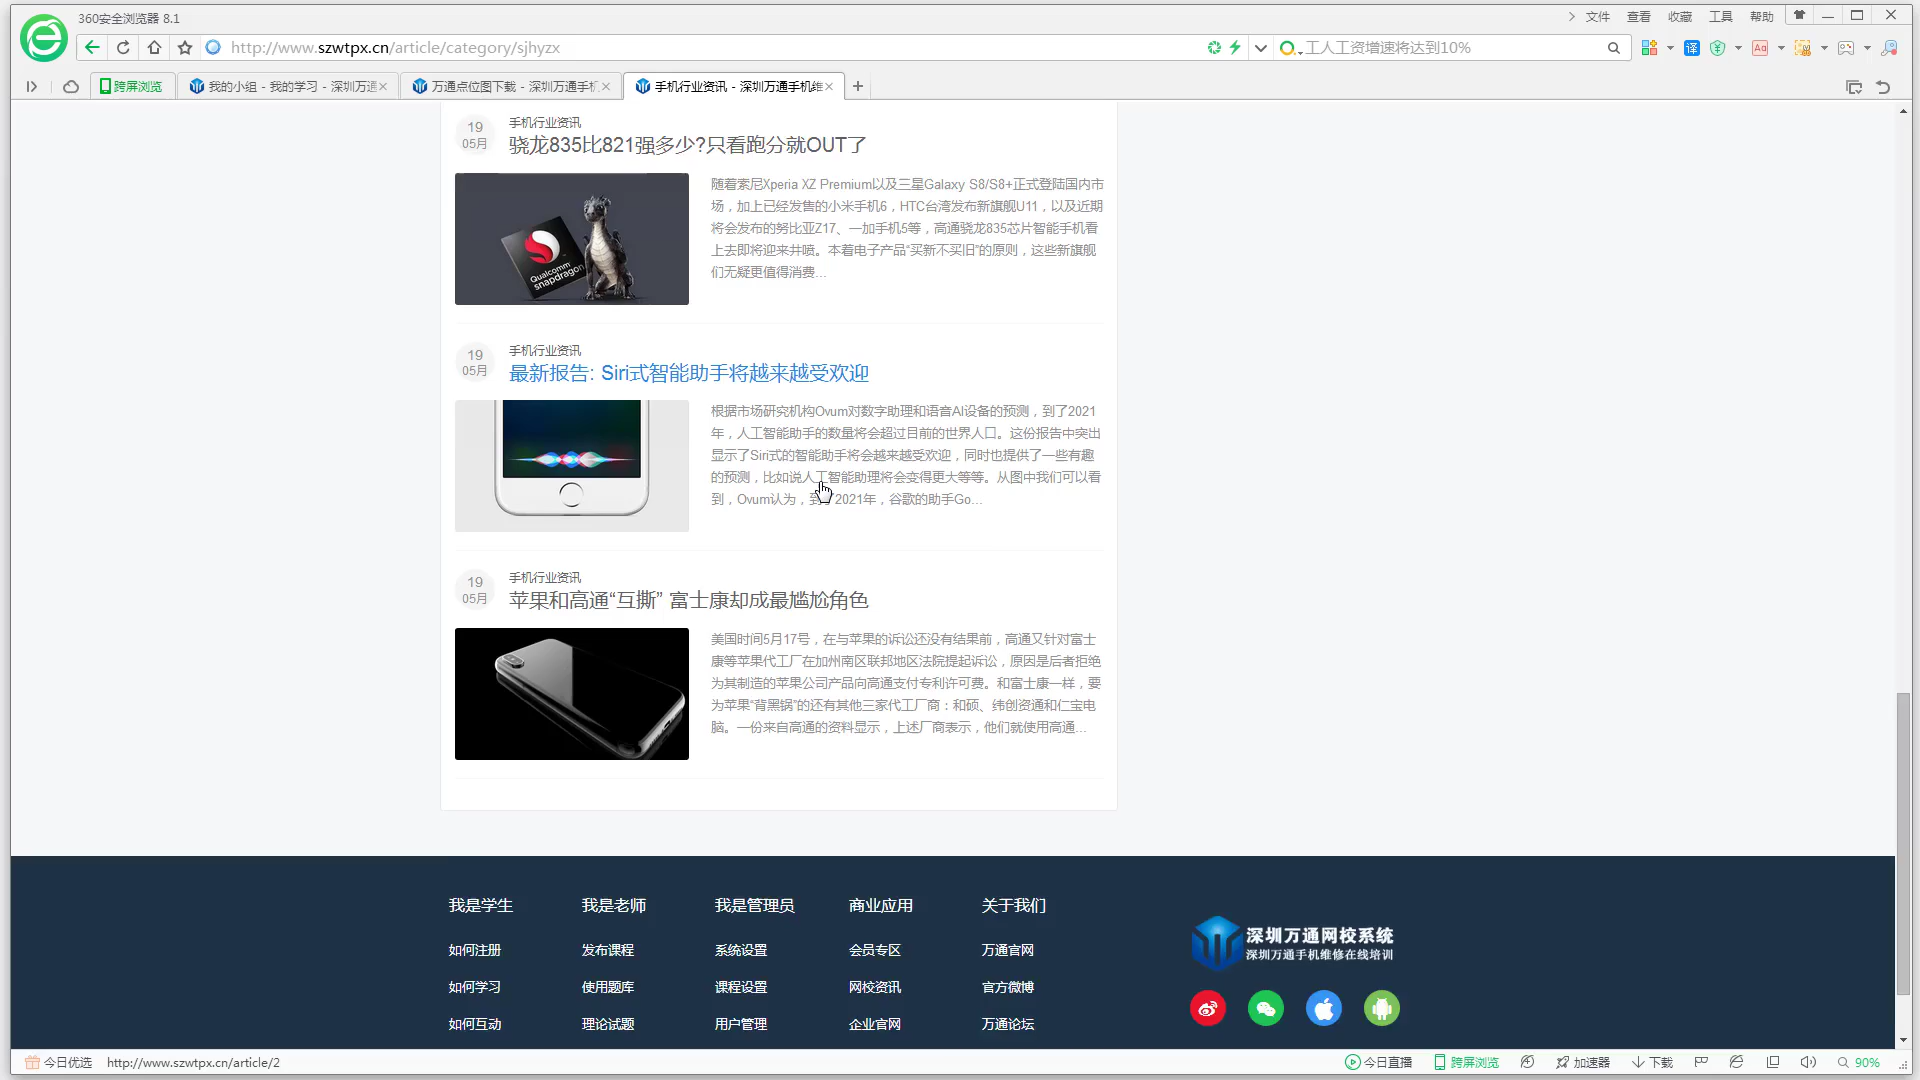 360安全浏览器 8.1
文件 查看 收藏 工具 帮助
http://www.szwtpx.cn/article/category/sjhyzx
工人工资增速将达到10%
跨屏浏览
我的小组 - 我的学习 - 深圳万通
万通点位图下载 - 深圳万通手机
手机行业资讯 - 深圳万通手机维
19
05月
手机行业资讯
骁龙835比821强多少?只看跑分就OUT了
Qualcomm
snapdragon
随着索尼Xperia XZ Premium以及三星Galaxy S8/S8+正式登陆国内市
场，加上已经发售的小米手机6，HTC台湾发布新旗舰U11，以及近期
将会发布的努比亚Z17、一加手机5等，高通骁龙835芯片智能手机看
上去即将迎来井喷。本着电子产品“买新不买旧”的原则，这些新旗舰
们无疑更值得消费...
19
05月
手机行业资讯
最新报告: Siri式智能助手将越来越受欢迎
根据市场研究机构Ovum对数字助理和语音AI设备的预测，到了2021
年，人工智能助手的数量将会超过目前的世界人口。这份报告中突出
显示了Siri式的智能助手将会越来越受欢迎，同时也提供了一些有趣
的预测，比如说人工智能助理将会变得更大等等。从图中我们可以看
到，Ovum认为，到了2021年，谷歌的助手Go...
19
05月
手机行业资讯
苹果和高通“互撕” 富士康却成最尴尬角色
美国时间5月17号，在与苹果的诉讼还没有结果前，高通又针对富士
康等苹果代工厂在加州南区联邦地区法院提起诉讼，原因是后者拒绝
为其制造的苹果公司产品向高通支付专利许可费。和富士康一样，要
为苹果“背黑锅”的还有其他三家代工厂商：和硕、纬创资通和仁宝电
脑。一份来自高通的资料显示，上述厂商表示，他们就使用高通...
我是学生 我是老师 我是管理员 商业应用 关于我们
如何注册 发布课程 系统设置 会员专区 万通官网
如何学习 使用题库 课程设置 网校资讯 官方微博
如何互动 理论试题 用户管理 企业官网 万通论坛
深圳万通网校系统
深圳万通手机维修在线培训
今日优选 http://www.szwtpx.cn/article/2
今日直播 跨屏浏览 加速器 下载 90%